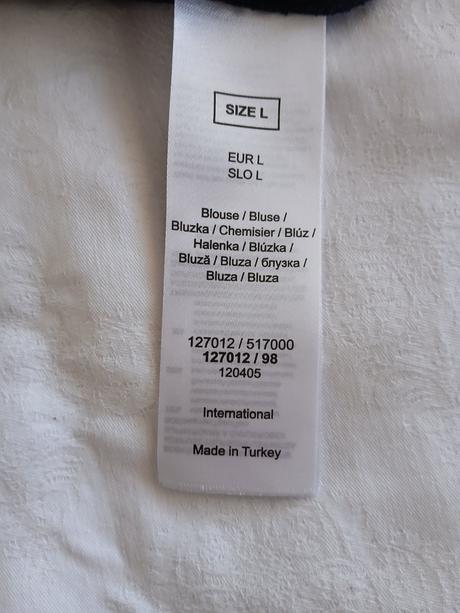 SIZE L
EUR L
SLO L
Blouse / Bluse /
Bluzka / Chemisier / Blúz /
Halenka / Blúzka /
Bluză / Bluza / блузка /
Bluza / Bluza
127012 / 517000
127012 / 98
120405
International
Made in Turkey